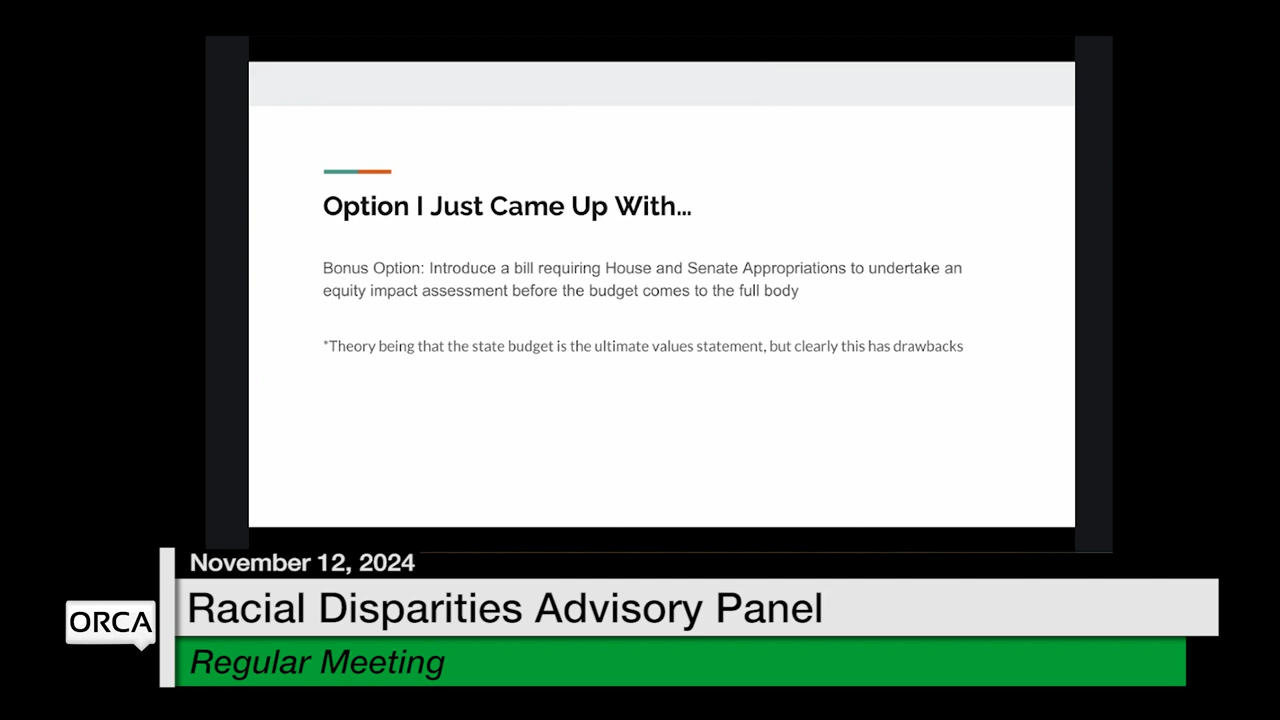 Option I Just Came Up With...
Bonus Option: Introduce a bill requiring House and Senate Appropriations to undertake an
equity impact assessment before the budget comes to the full body
*Theory being that the state budget is the ultimate values statement, but clearly this has drawbacks
November 12, 2024
Racial Disparities Advisory Panel
ORCA
Regular Meeting